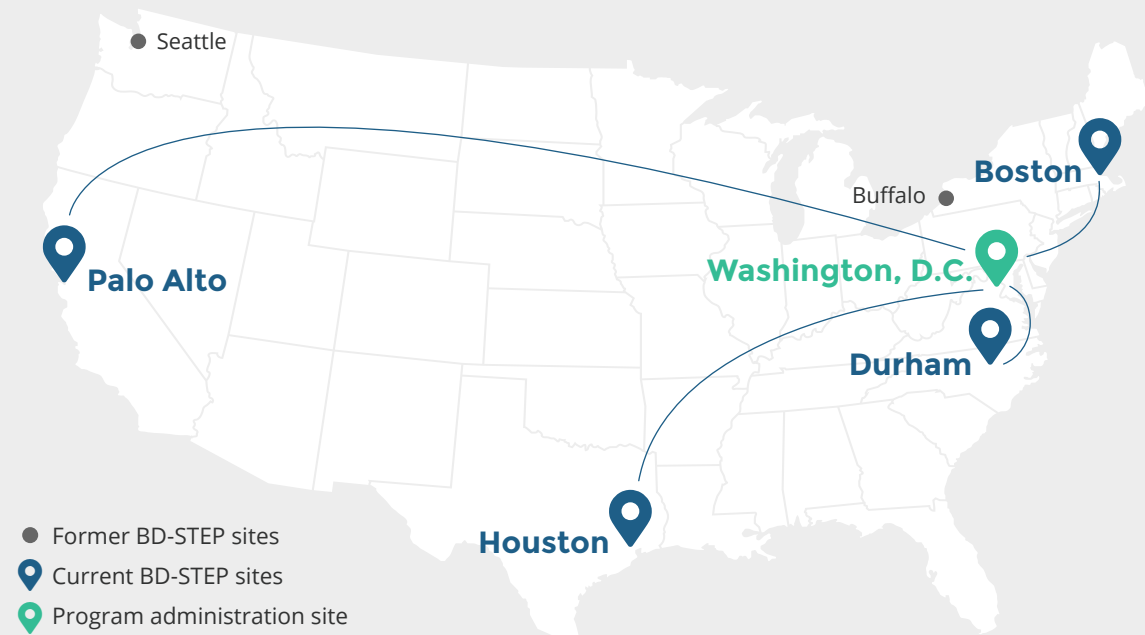 Seattle
Boston
Buffalo
Washington, D.C.
Palo Alto
Durham
Houston
Former BD-STEP sites
Current BD-STEP sites
Program administration site